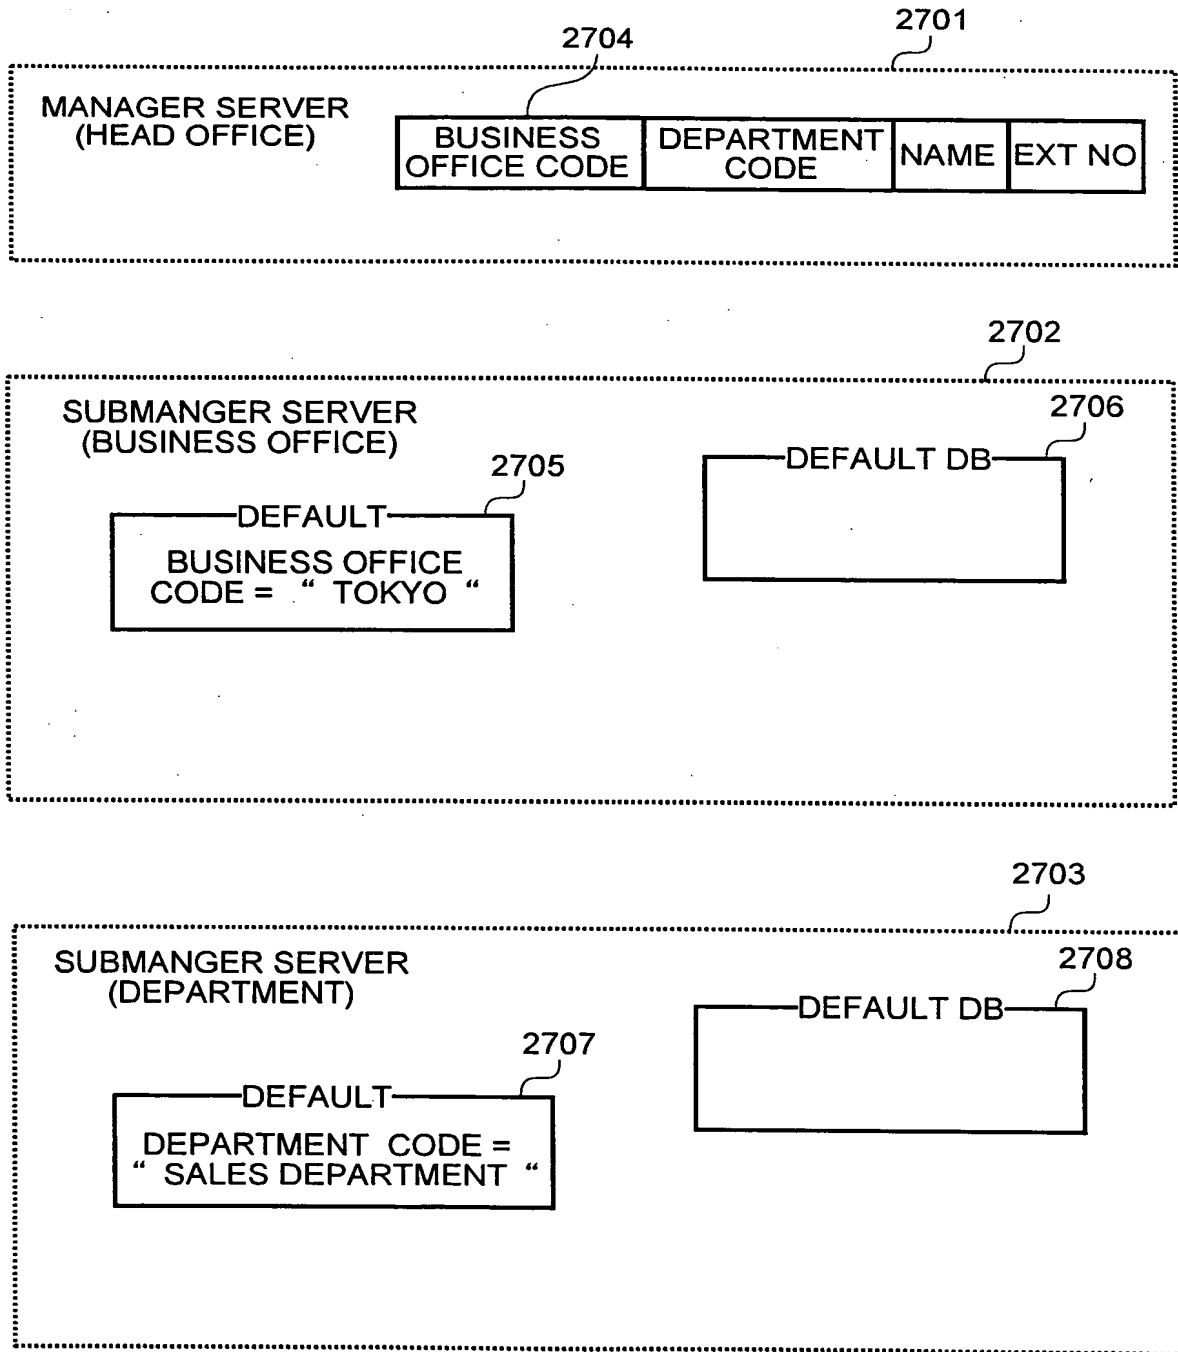 2701
2704
MANAGER SERVER
(HEAD OFFICE)
BUSINESS
OFFICE CODE
DEPARTMENT
CODE
NAME
EXT NO
2702
SUBMANGER SERVER
(BUSINESS OFFICE)
2706
DEFAULT DB
2705
DEFAULT
BUSINESS OFFICE
CODE = “ TOKYO “
2703
SUBMANGER SERVER
(DEPARTMENT)
2708
DEFAULT DB
2707
DEFAULT
DEPARTMENT CODE =
“ SALES DEPARTMENT “